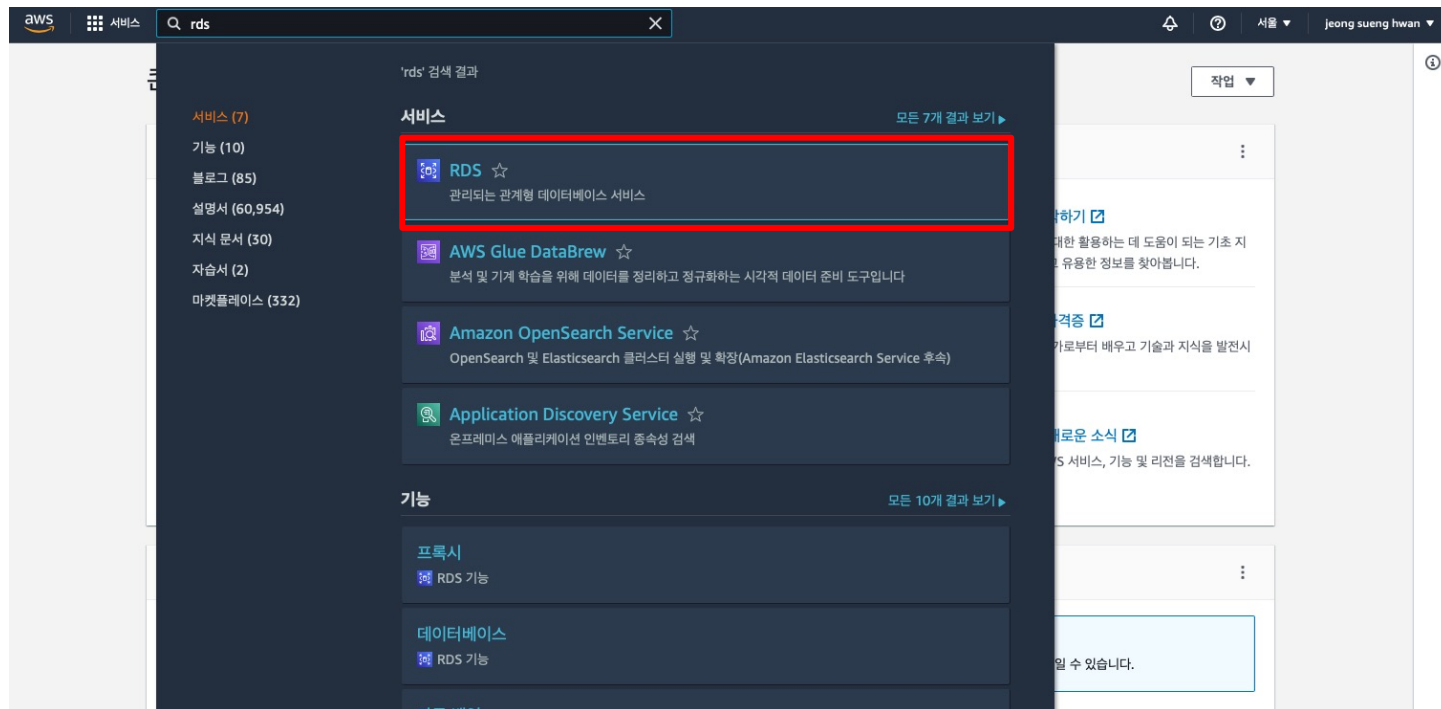 aws
서비스
rds
서울 ▼
jeong sueng hwan ▼
'rds' 검색 결과
작업 ▼
서비스 (7)
기능 (10)
블로그 (85)
설명서 (60,954)
지식 문서 (30)
자습서 (2)
마켓플레이스 (332)
서비스
모든 7개 결과 보기 ▶
RDS
관리되는 관계형 데이터베이스 서비스
AWS Glue DataBrew
분석 및 기계 학습을 위해 데이터를 정리하고 정규화하는 시각적 데이터 준비 도구입니다
Amazon OpenSearch Service
OpenSearch 및 Elasticsearch 클러스터 실행 및 확장(Amazon Elasticsearch Service 후속)
Application Discovery Service
온프레미스 애플리케이션 인벤토리 종속성 검색
기능
모든 10개 결과 보기 ▶
프록시
RDS 기능
데이터베이스
RDS 기능
하기
대한 활용하는 데 도움이 되는 기초 지
유용한 정보를 찾아봅니다.
격증
가로부터 배우고 기술과 지식을 발전시
로운 소식
서비스, 기능 및 리전을 검색합니다.
일 수 있습니다.